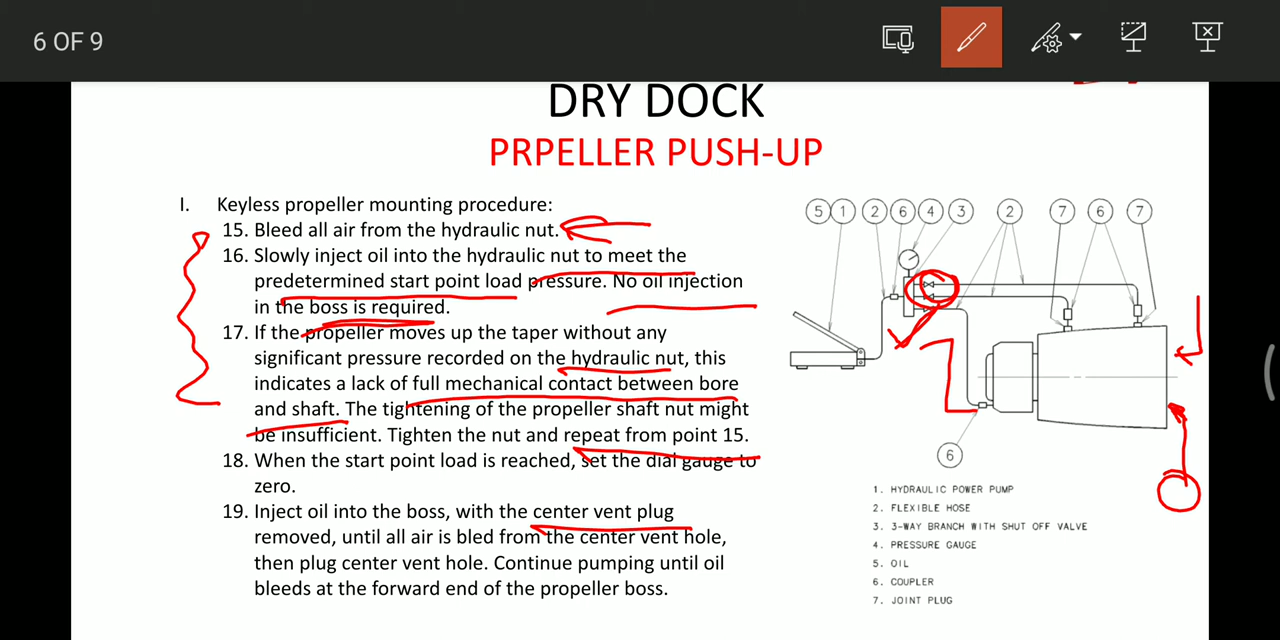 6 OF 9
DRY DOCK
PRPELLER PUSH-UP
I. Keyless propeller mounting procedure:
15. Bleed all air from the hydraulic nut.
16. Slowly inject oil into the hydraulic nut to meet the
predetermined start point load pressure. No oil injection
in the boss is required.
17. If the propeller moves up the taper without any
significant pressure recorded on the hydraulic nut, this
indicates a lack of full mechanical contact between bore
and shaft. The tightening of the propeller shaft nut might
be insufficient. Tighten the nut and repeat from point 15.
18. When the start point load is reached, set the dial gauge to
zero.
19. Inject oil into the boss, with the center vent plug
removed, until all air is bled from the center vent hole,
then plug center vent hole. Continue pumping until oil
bleeds at the forward end of the propeller boss.
5 1 2 6 4 3 2 7 6 7
6
1. HYDRAULIC POWER PUMP
2. FLEXIBLE HOSE
3. 3-WAY BRANCH WITH SHUT OFF VALVE
4. PRESSURE GAUGE
5. OIL
6. COUPLER
7. JOINT PLUG